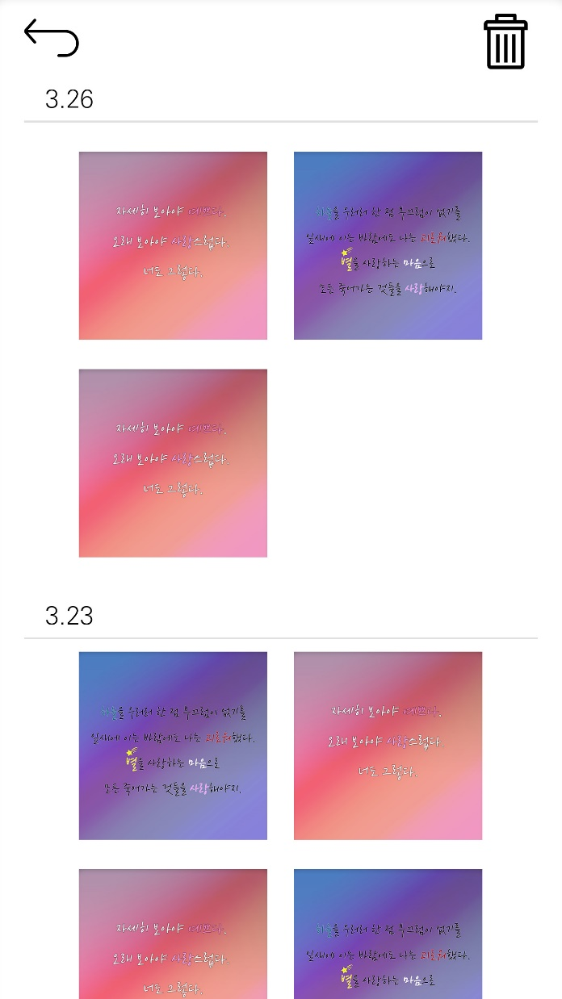 3.26
자세히 보아야 예쁘다.
오래 보아야 사랑스럽다.
너도 그렇다.
하늘을 우러러 한 점 부끄럼이 없기를
잎새에 이는 바람에도 나는 괴로워했다.
별을 사랑하는 마음으로
모든 죽어가는 것들을 사랑해야지.
자세히 보아야 예쁘다.
오래 보아야 사랑스럽다.
너도 그렇다.
3.23
하늘을 우러러 한 점 부끄럼이 없기를
잎새에 이는 바람에도 나는 괴로워했다.
별을 사랑하는 마음으로
모든 죽어가는 것들을 사랑해야지.
자세히 보아야 예쁘다.
오래 보아야 사랑스럽다.
너도 그렇다.
자세히 보아야 예쁘다.
오래 보아야 사랑스럽다.
너도 그렇다.
하늘을 우러러 한 점 부끄럼이 없기를
잎새에 이는 바람에도 나는 괴로워했다.
별을 사랑하는 마음으로